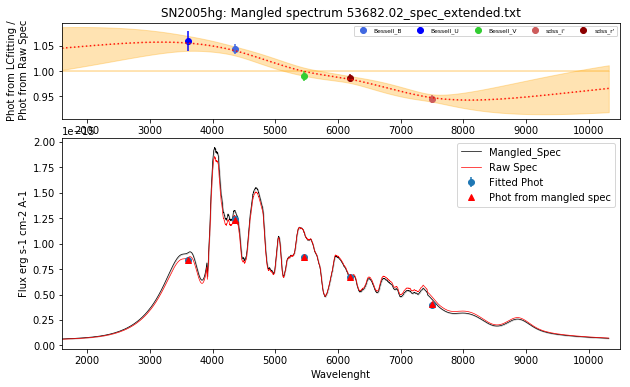 SN2005hg: Mangled spectrum 53682.02_spec_extended.txt
Phot from LCfitting /
Phot from Raw Spec
1.05
1.00
0.95
Bessell_B
Bessell_U
Bessell_V
sdss_i'
sdss_r'
2000 3000 4000 5000 6000 7000 8000 9000 10000
1e−15
Flux erg s-1 cm-2 A-1
2.00
1.75
1.50
1.25
1.00
0.75
0.50
0.25
0.00
Mangled_Spec
Raw Spec
Fitted Phot
Phot from mangled spec
2000 3000 4000 5000 6000 7000 8000 9000 10000
Wavelenght